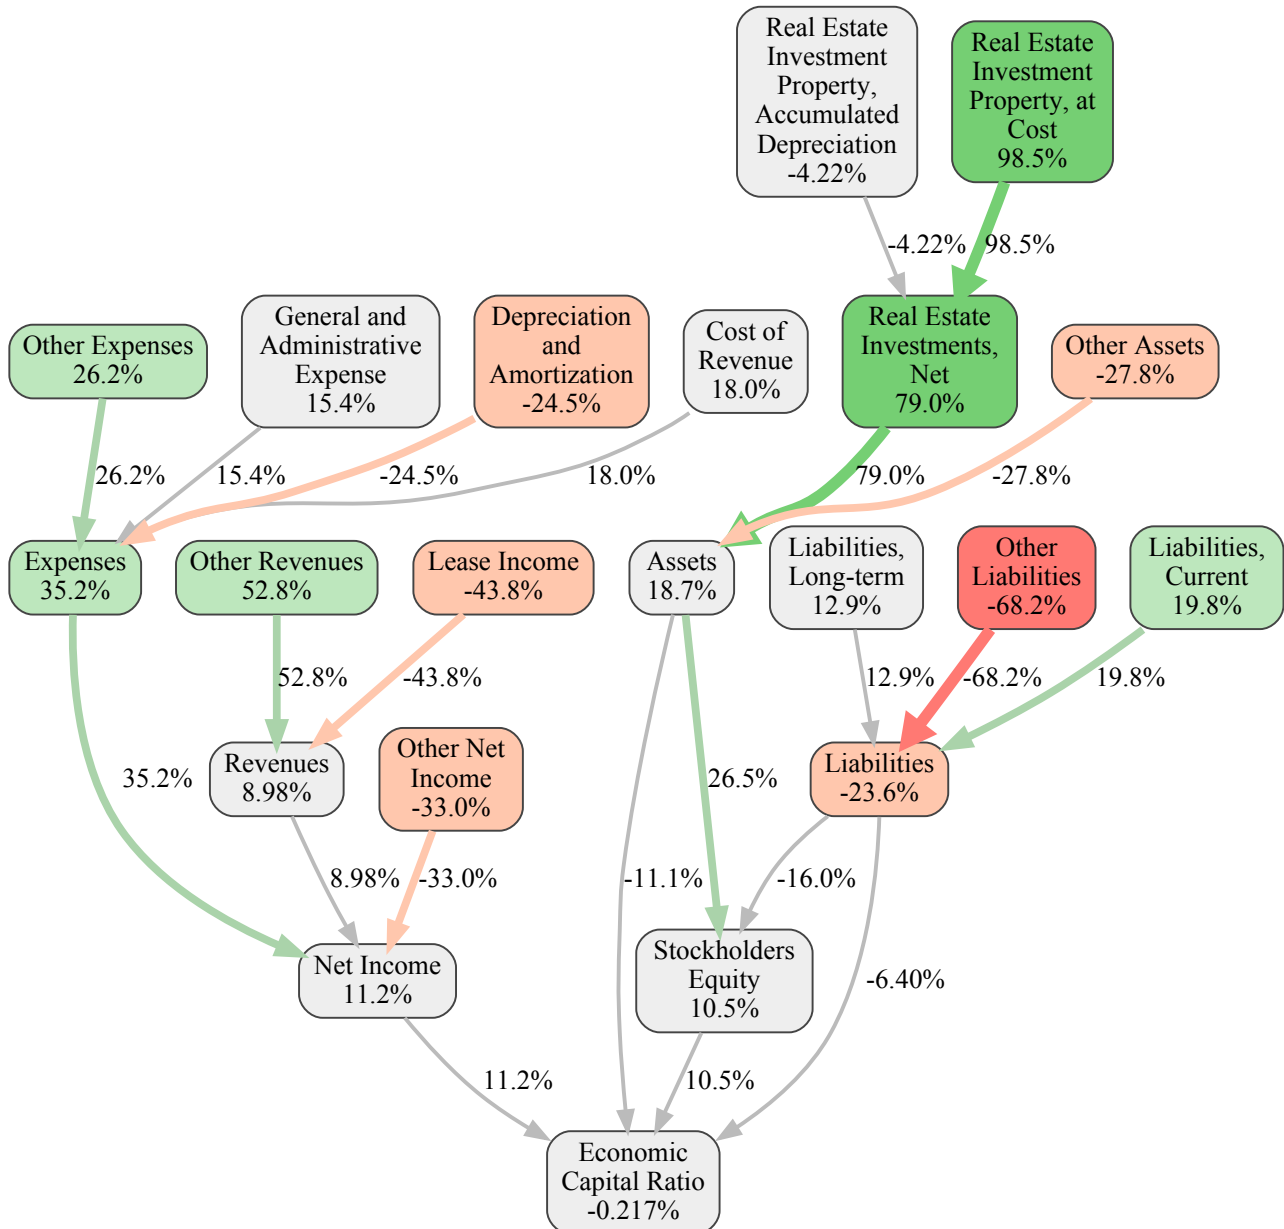 Real Estate
Investment
Property,
Accumulated
Depreciation
-4.22%
Real Estate
Investment
Property, at
Cost
98.5%
-4.22%
98.5%
Other Expenses
26.2%
General and
Administrative
Expense
15.4%
Depreciation
and
Amortization
-24.5%
Cost of
Revenue
18.0%
Real Estate
Investments,
Net
79.0%
Other Assets
-27.8%
26.2%
15.4%
-24.5%
18.0%
79.0%
-27.8%
Expenses
35.2%
Other Revenues
52.8%
Lease Income
-43.8%
Assets
18.7%
Liabilities,
Long-term
12.9%
Other
Liabilities
-68.2%
Liabilities,
Current
19.8%
52.8%
-43.8%
12.9%
-68.2%
19.8%
35.2%
Revenues
8.98%
Other Net
Income
-33.0%
26.5%
Liabilities
-23.6%
8.98%
-33.0%
-11.1%
-16.0%
Net Income
11.2%
Stockholders
Equity
10.5%
-6.40%
11.2%
10.5%
Economic
Capital Ratio
-0.217%